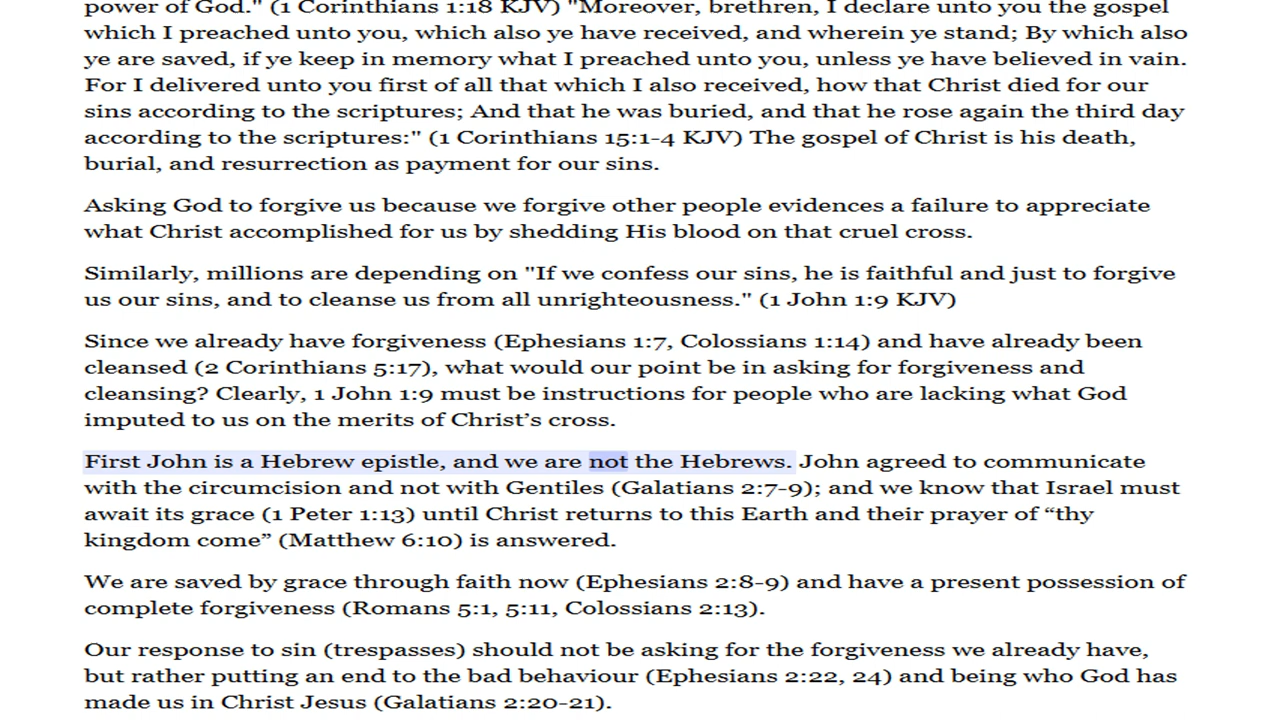 power of God." (1 Corinthians 1:18 KJV) "Moreover, brethren, I declare unto you the gospel
which I preached unto you, which also ye have received, and wherein ye stand; By which also
ye are saved, if ye keep in memory what I preached unto you, unless ye have believed in vain.
For I delivered unto you first of all that which I also received, how that Christ died for our
sins according to the scriptures; And that he was buried, and that he rose again the third day
according to the scriptures:" (1 Corinthians 15:1-4 KJV) The gospel of Christ is his death,
burial, and resurrection as payment for our sins.
Asking God to forgive us because we forgive other people evidences a failure to appreciate
what Christ accomplished for us by shedding His blood on that cruel cross.
Similarly, millions are depending on "If we confess our sins, he is faithful and just to forgive
us our sins, and to cleanse us from all unrighteousness." (1 John 1:9 KJV)
Since we already have forgiveness (Ephesians 1:7, Colossians 1:14) and have already been
cleansed (2 Corinthians 5:17), what would our point be in asking for forgiveness and
cleansing? Clearly, 1 John 1:9 must be instructions for people who are lacking what God
imputed to us on the merits of Christ’s cross.
First John is a Hebrew epistle, and we are not the Hebrews. John agreed to communicate
with the circumcision and not with Gentiles (Galatians 2:7-9); and we know that Israel must
await its grace (1 Peter 1:13) until Christ returns to this Earth and their prayer of “thy
kingdom come” (Matthew 6:10) is answered.
We are saved by grace through faith now (Ephesians 2:8-9) and have a present possession of
complete forgiveness (Romans 5:1, 5:11, Colossians 2:13).
Our response to sin (trespasses) should not be asking for the forgiveness we already have,
but rather putting an end to the bad behaviour (Ephesians 2:22, 24) and being who God has
made us in Christ Jesus (Galatians 2:20-21).